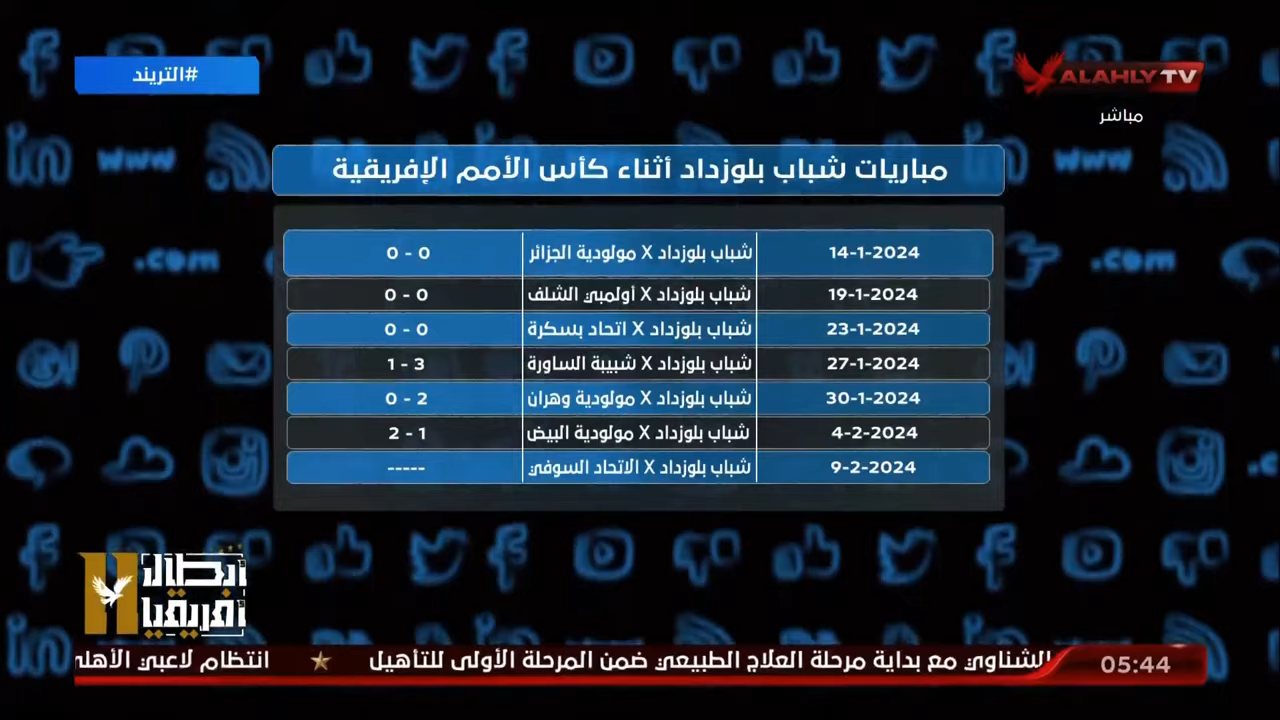 #التريند
ALAHLY TV
مباشر
مباريات شباب بلوزداد أثناء كأس الأمم الإفريقية
14-1-2024 شباب بلوزداد X مولودية الجزائر 0 - 0
19-1-2024 شباب بلوزداد X أولمبي الشلف 0 - 0
23-1-2024 شباب بلوزداد X اتحاد بسكرة 0 - 0
27-1-2024 شباب بلوزداد X شبيبة الساورة 1 - 3
30-1-2024 شباب بلوزداد X مولودية وهران 0 - 2
4-2-2024 شباب بلوزداد X مولودية البيض 2 - 1
9-2-2024 شباب بلوزداد X الاتحاد السوفي -----
أبطال
أفريقيا
05:44 الشناوي مع بداية مرحلة العلاج الطبيعي ضمن المرحلة الأولى للتأهيل ★ انتظام لاعبي الأهلي